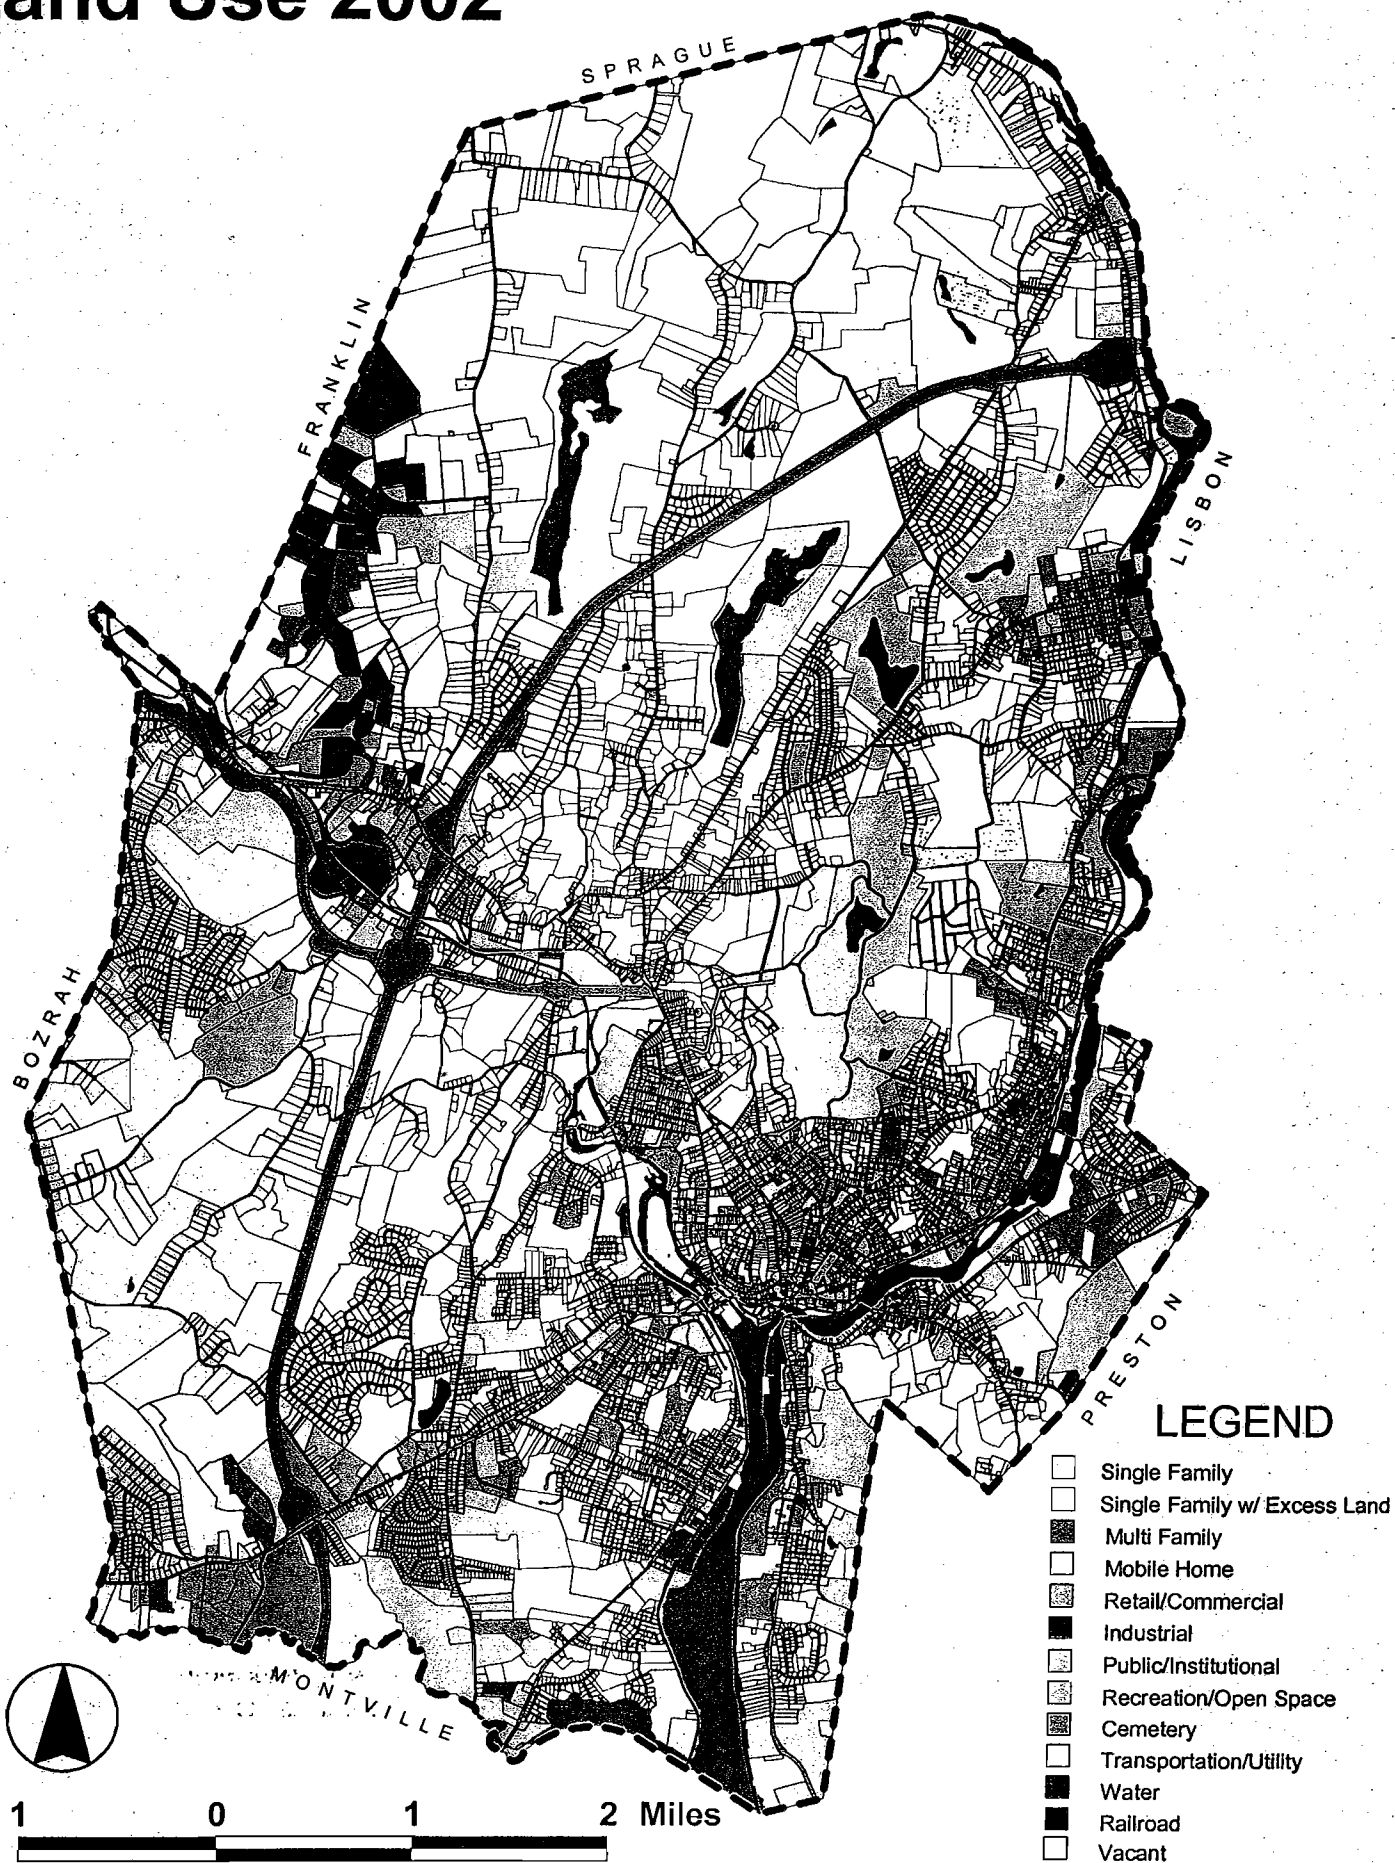 Land Use 2002
SPRAGUE
FRANKLIN
LISBON
BOZRAH
PRESTON
MONTVILLE
LEGEND
Single Family
Single Family w/ Excess Land
Multi Family
Mobile Home
Retail/Commercial
Industrial
Public/Institutional
Recreation/Open Space
Cemetery
Transportation/Utility
Water
Railroad
Vacant
1 0 1 2 Miles